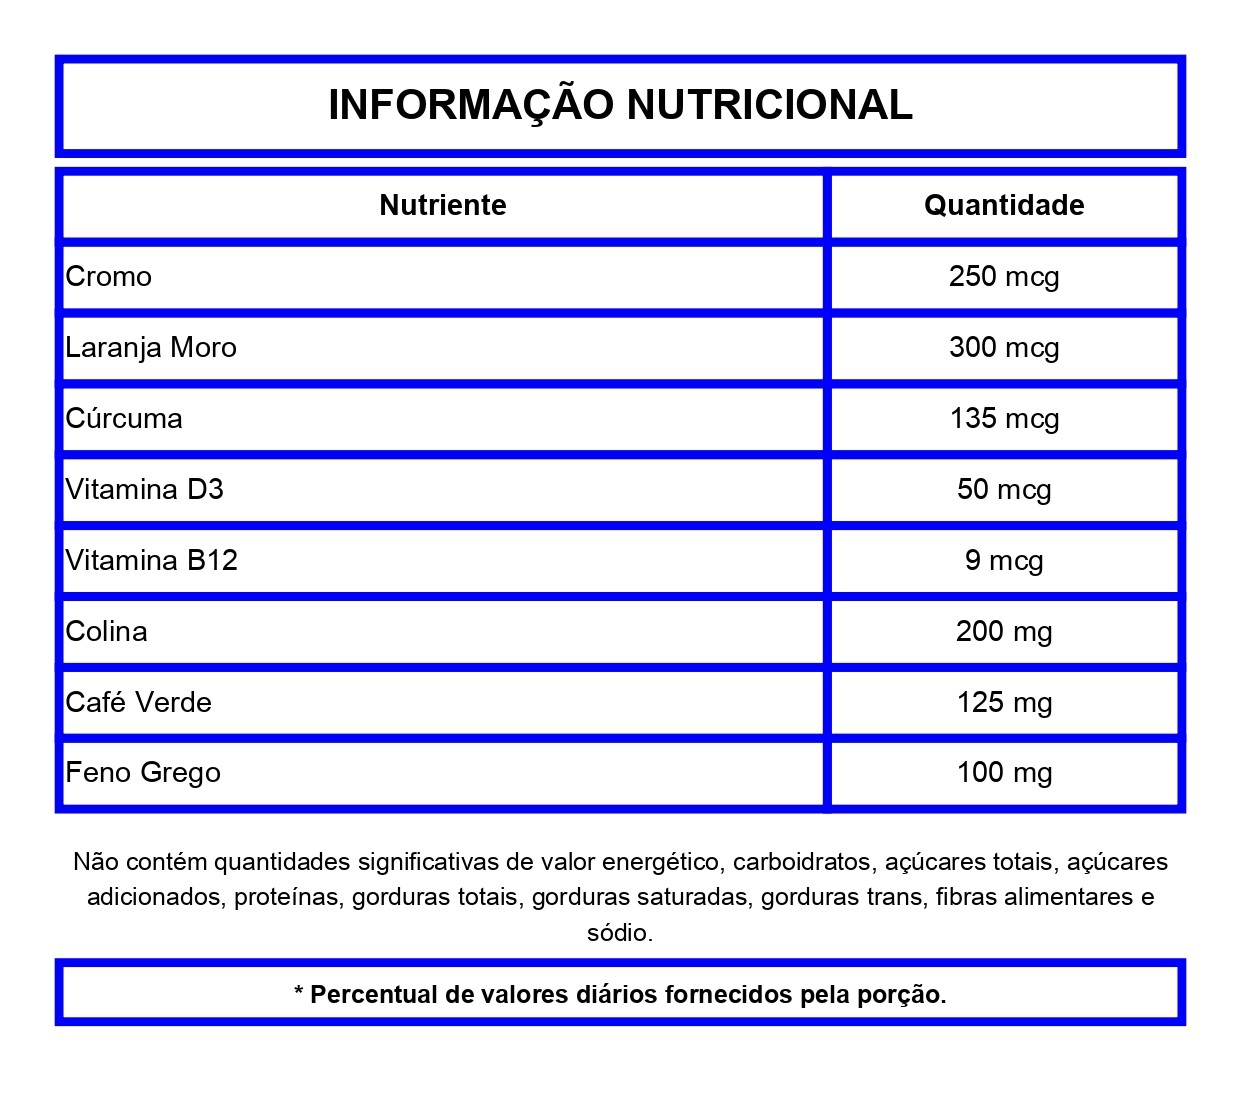 INFORMAÇÃO NUTRICIONAL
Nutriente Quantidade
Cromo 250 mcg
Laranja Moro 300 mcg
Cúrcuma 135 mcg
Vitamina D3 50 mcg
Vitamina B12 9 mcg
Colina 200 mg
Café Verde 125 mg
Feno Grego 100 mg
Não contém quantidades significativas de valor energético, carboidratos, açúcares totais, açúcares
adicionados, proteínas, gorduras totais, gorduras saturadas, gorduras trans, fibras alimentares e
sódio.
* Percentual de valores diários fornecidos pela porção.